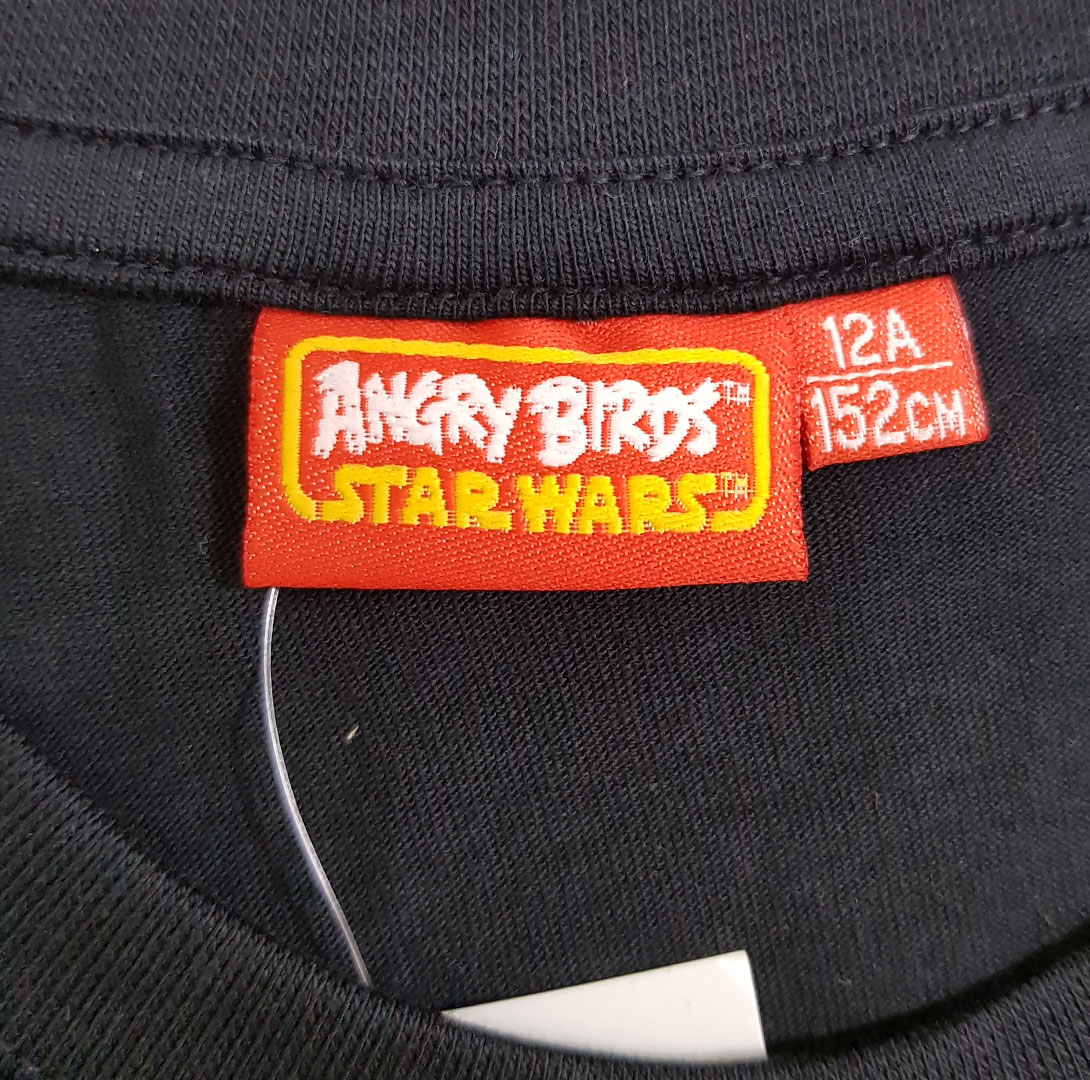 ANGRY BIRDS™
STAR WARS™
12A
152CM